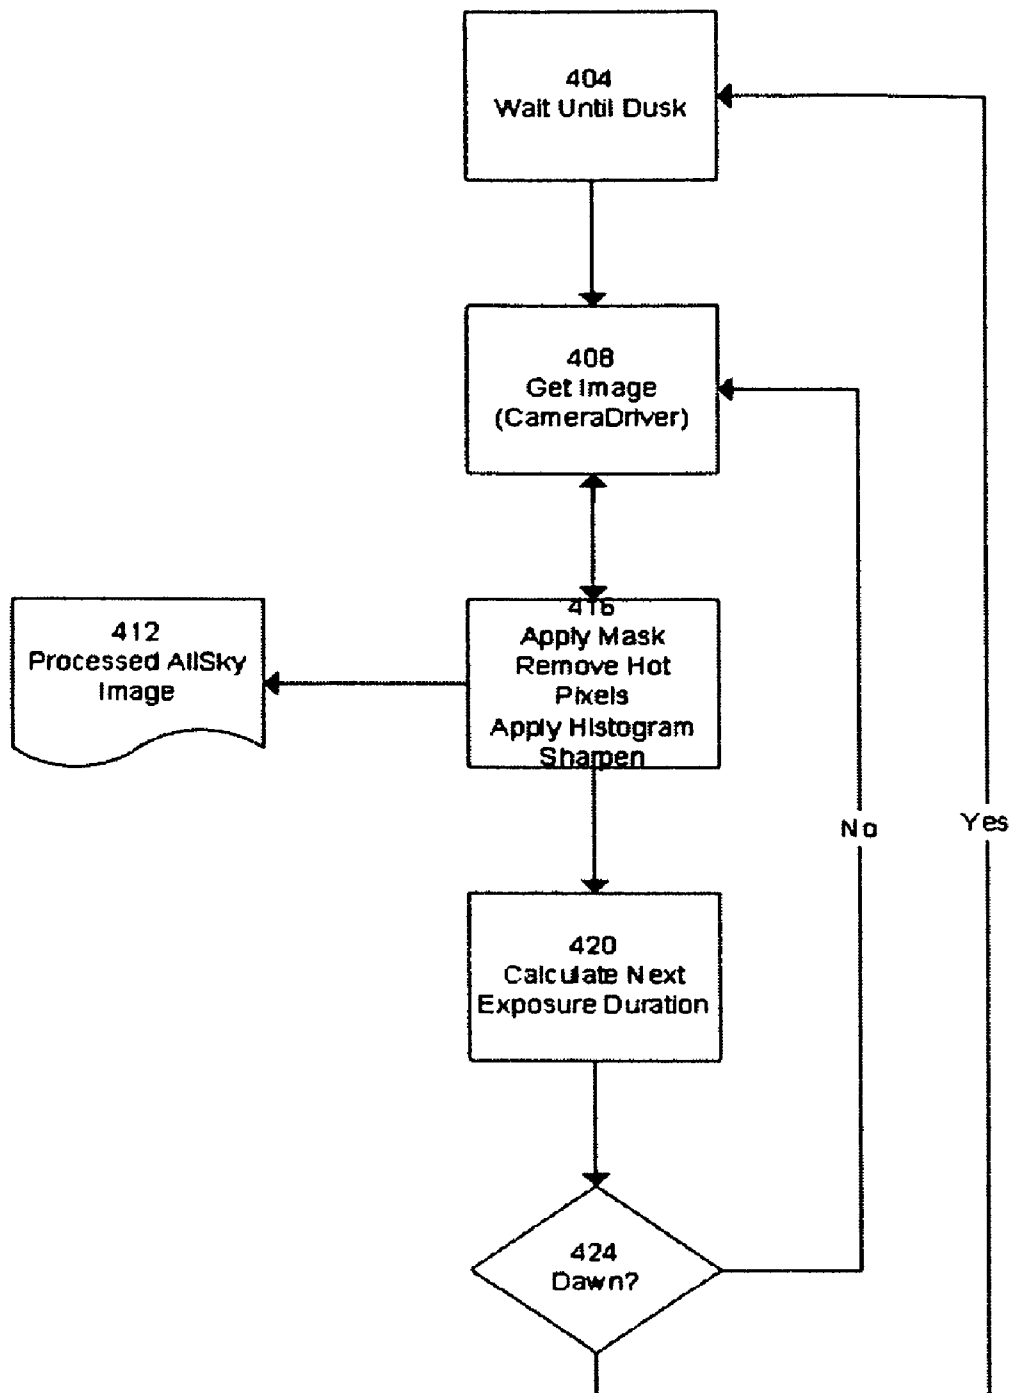 404
Wait Until Dusk
408
Get Image
(CameraDriver)
416
Apply Mask
Remove Hot
Pixels
Apply Histogram
Sharpen
412
Processed AllSky
Image
No
Yes
420
Calculate Next
Exposure Duration
424
Dawn?